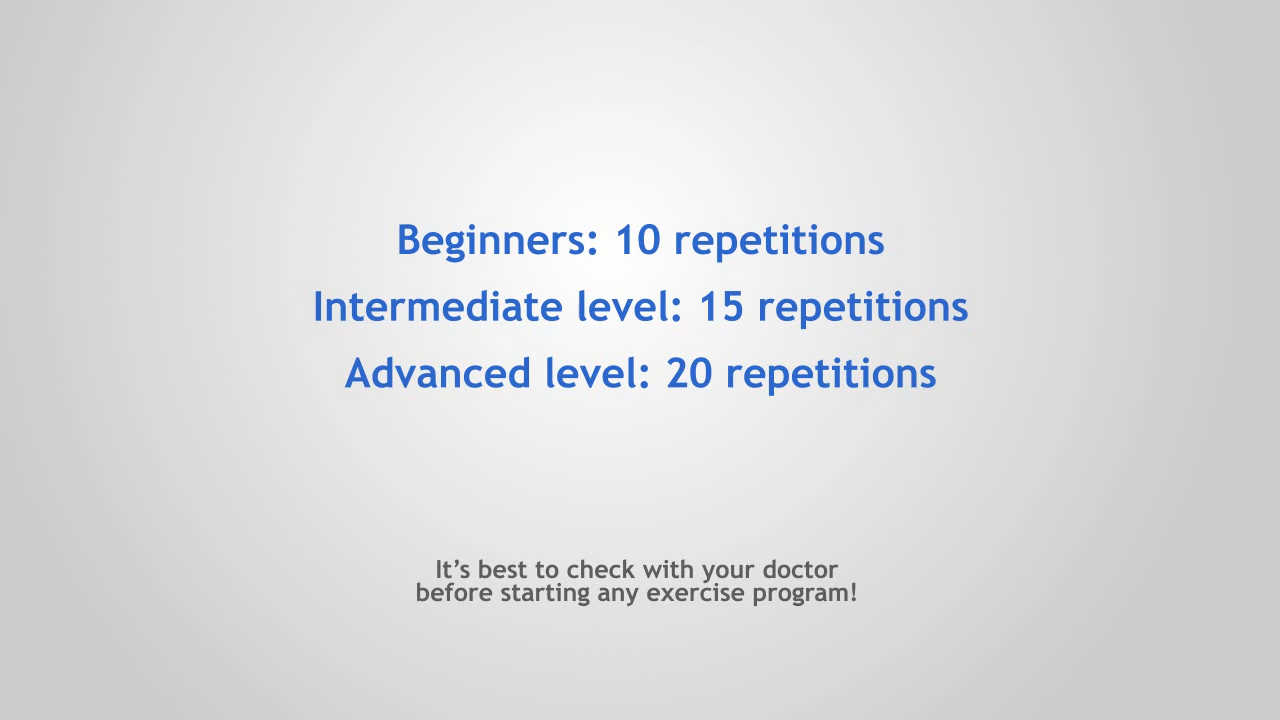 Beginners: 10 repetitions
Intermediate level: 15 repetitions
Advanced level: 20 repetitions
It’s best to check with your doctor
before starting any exercise program!